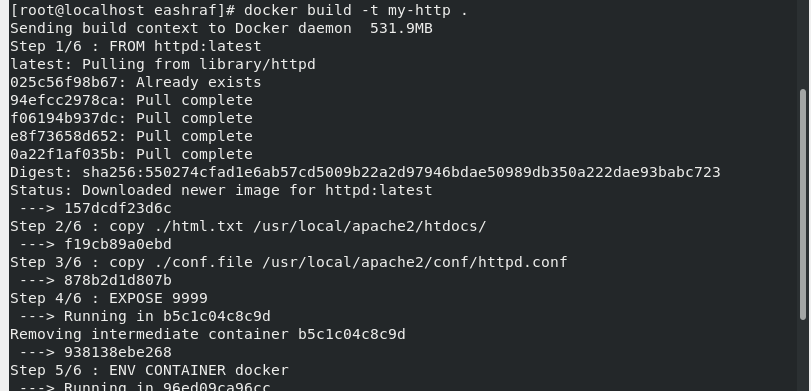 [root@localhost eashraf]# docker build -t my-http .
Sending build context to Docker daemon  531.9MB
Step 1/6 : FROM httpd:latest
latest: Pulling from library/httpd
025c56f98b67: Already exists
94efcc2978ca: Pull complete
f06194b937dc: Pull complete
e8f73658d652: Pull complete
0a22f1af035b: Pull complete
Digest: sha256:550274cfad1e6ab57cd5009b22a2d97946bdae50989db350a222dae93babc723
Status: Downloaded newer image for httpd:latest
 ---> 157dcdf23d6c
Step 2/6 : copy ./html.txt /usr/local/apache2/htdocs/
 ---> f19cb89a0ebd
Step 3/6 : copy ./conf.file /usr/local/apache2/conf/httpd.conf
 ---> 878b2d1d807b
Step 4/6 : EXPOSE 9999
 ---> Running in b5c1c04c8c9d
Removing intermediate container b5c1c04c8c9d
 ---> 938138ebe268
Step 5/6 : ENV CONTAINER docker
 ---> Running in 96ed09ca96cc